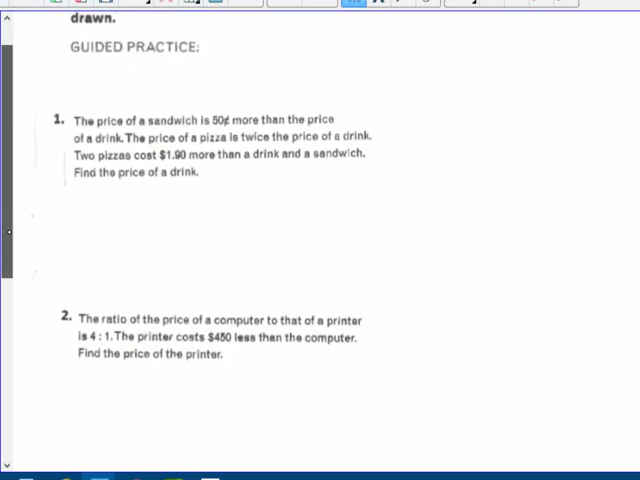 drawn.
GUIDED PRACTICE:
1. The price of a sandwich is 50¢ more than the price
of a drink. The price of a pizza is twice the price of a drink.
Two pizzas cost $1.90 more than a drink and a sandwich.
Find the price of a drink.
2. The ratio of the price of a computer to that of a printer
is 4 : 1. The printer costs $450 less than the computer.
Find the price of the printer.